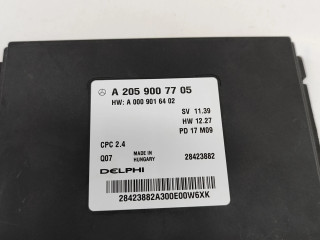 A 205 900 77 05
HW: A 000 901 64 02
SV 11.39
HW 12.27
PD 17 M09
CPC 2.4
Q07
MADE IN
HUNGARY
28423882
DELPHI
28423882A300E00W6XK